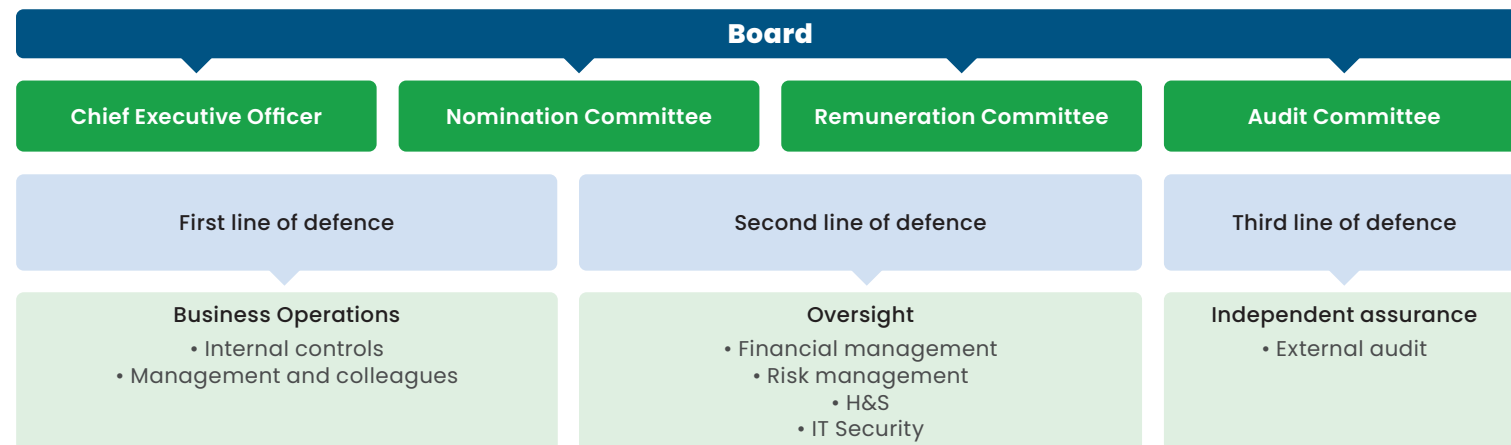 Board
Chief Executive Officer
Nomination Committee
Remuneration Committee
Audit Committee
First line of defence
Second line of defence
Third line of defence
Business Operations
• Internal controls
• Management and colleagues
Oversight
• Financial management
• Risk management
• H&S
• IT Security
Independent assurance
• External audit